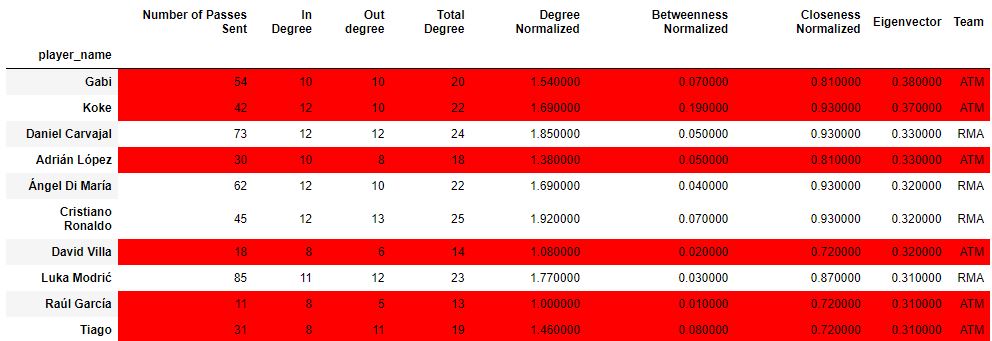 Number of Passes Sent In Degree Out degree Total Degree Degree Normalized Betweenness Normalized Closeness Normalized Eigenvector Team
player_name
Gabi 54 10 10 20 1.540000 0.070000 0.810000 0.380000 ATM
Koke 42 12 10 22 1.690000 0.190000 0.930000 0.370000 ATM
Daniel Carvajal 73 12 12 24 1.850000 0.050000 0.930000 0.330000 RMA
Adrián López 30 10 8 18 1.380000 0.050000 0.810000 0.330000 ATM
Ángel Di María 62 12 10 22 1.690000 0.040000 0.930000 0.320000 RMA
Cristiano Ronaldo 45 12 13 25 1.920000 0.070000 0.930000 0.320000 RMA
David Villa 18 8 6 14 1.080000 0.020000 0.720000 0.320000 ATM
Luka Modrić 85 11 12 23 1.770000 0.030000 0.870000 0.310000 RMA
Raúl García 11 8 5 13 1.000000 0.010000 0.720000 0.310000 ATM
Tiago 31 8 11 19 1.460000 0.080000 0.720000 0.310000 ATM